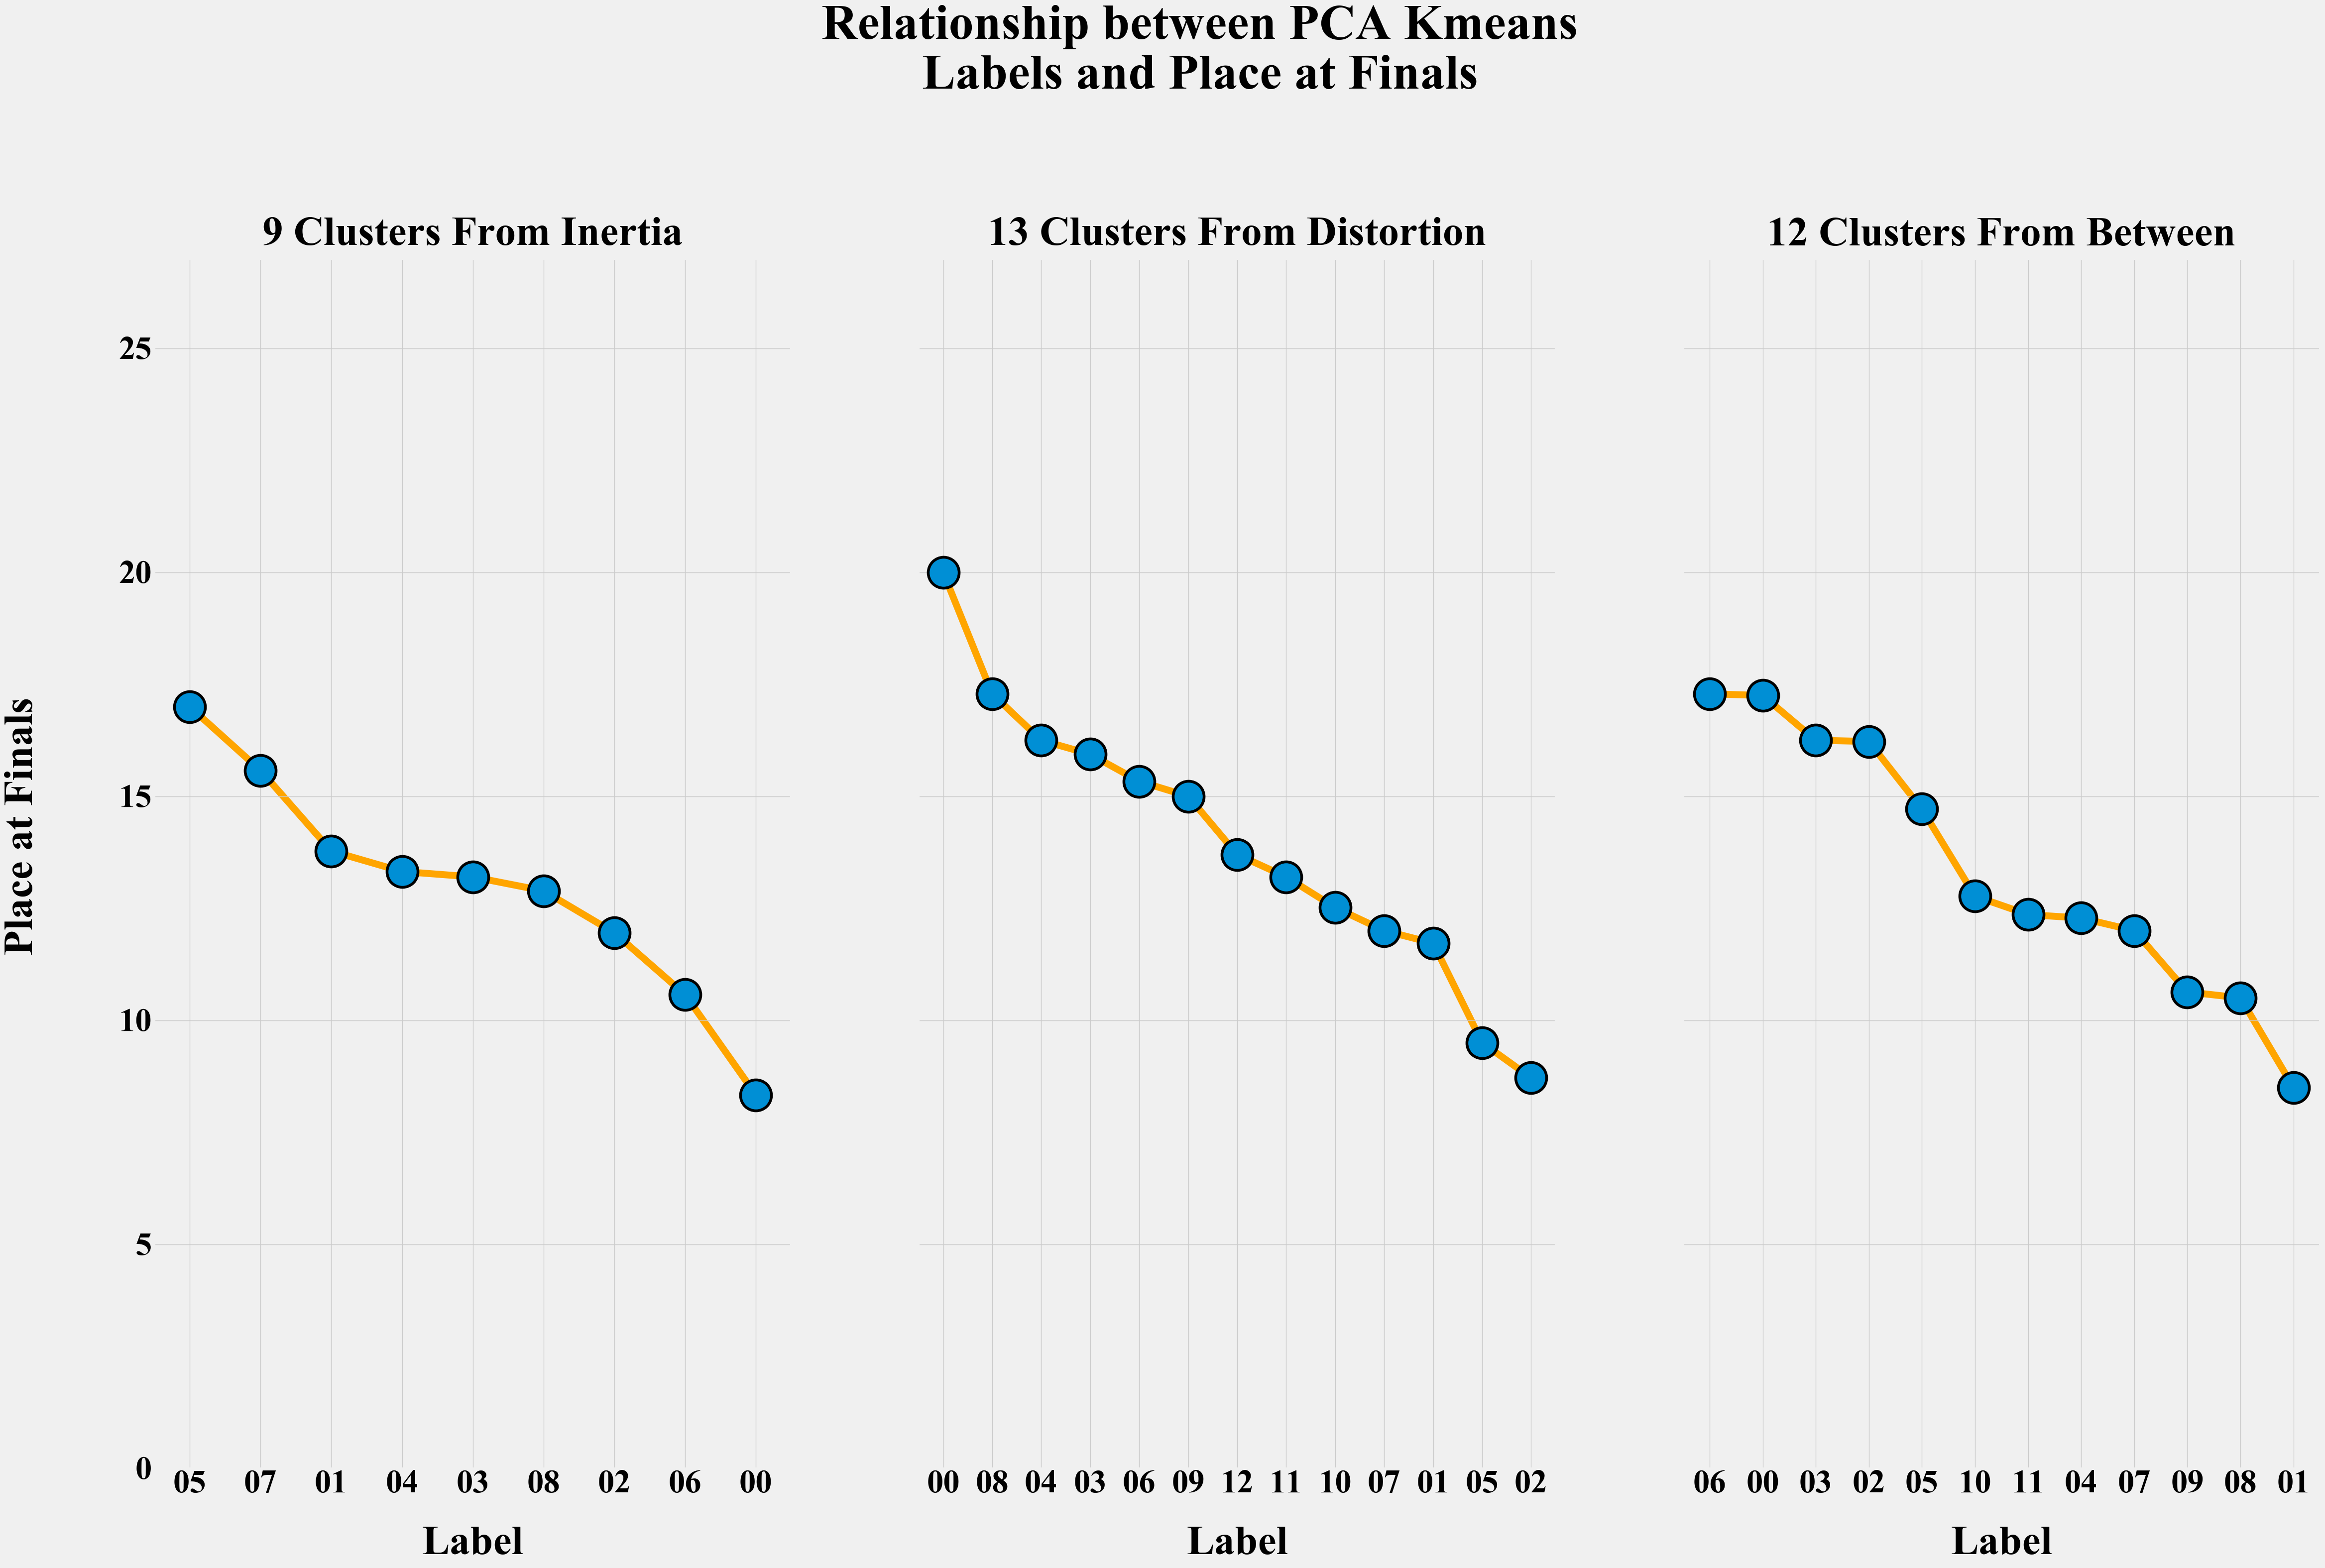 Relationship between PCA Kmeans
Labels and Place at Finals
9 Clusters From Inertia
13 Clusters From Distortion
12 Clusters From Between
Place at Finals
25
20
15
10
5
0
05 07 01 04 03 08 02 06 00
00 08 04 03 06 09 12 11 10 07 01 05 02
06 00 03 02 05 10 11 04 07 09 08 01
Label
Label
Label